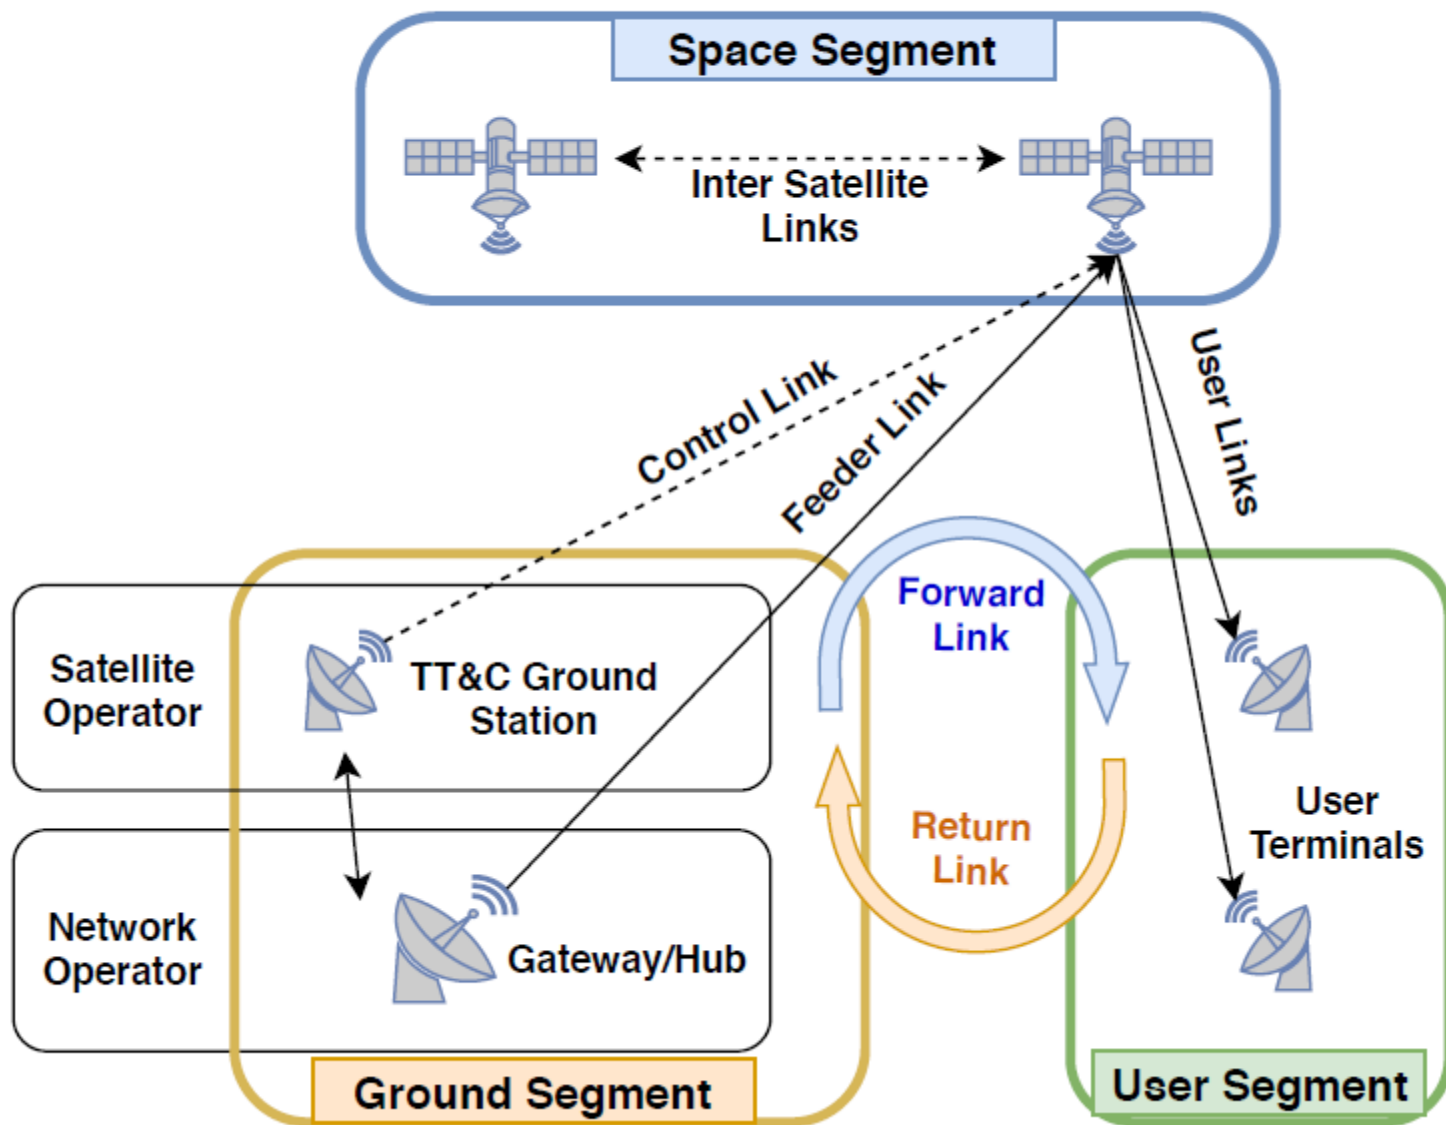 Space Segment
Inter Satellite
Links
Control Link
Feeder Link
User Links
Forward
Link
Satellite
Operator
TT&C Ground
Station
Return
Link
User
Terminals
Network
Operator
Gateway/Hub
Ground Segment
User Segment